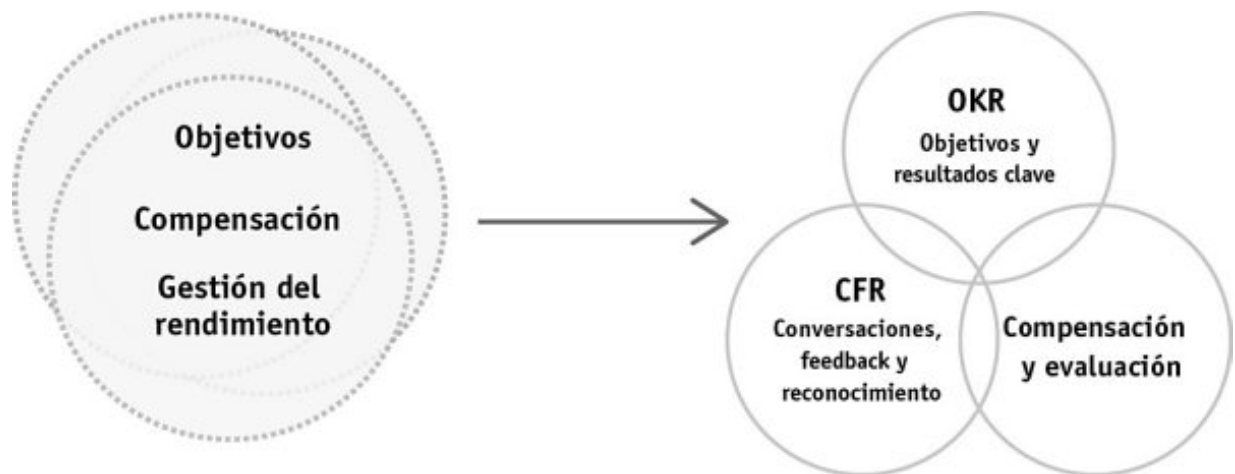 Objetivos
Compensación
Gestión del
rendimiento
OKR
Objetivos y
resultados clave
CFR
Conversaciones,
feedback y
reconocimiento
Compensación
y evaluación